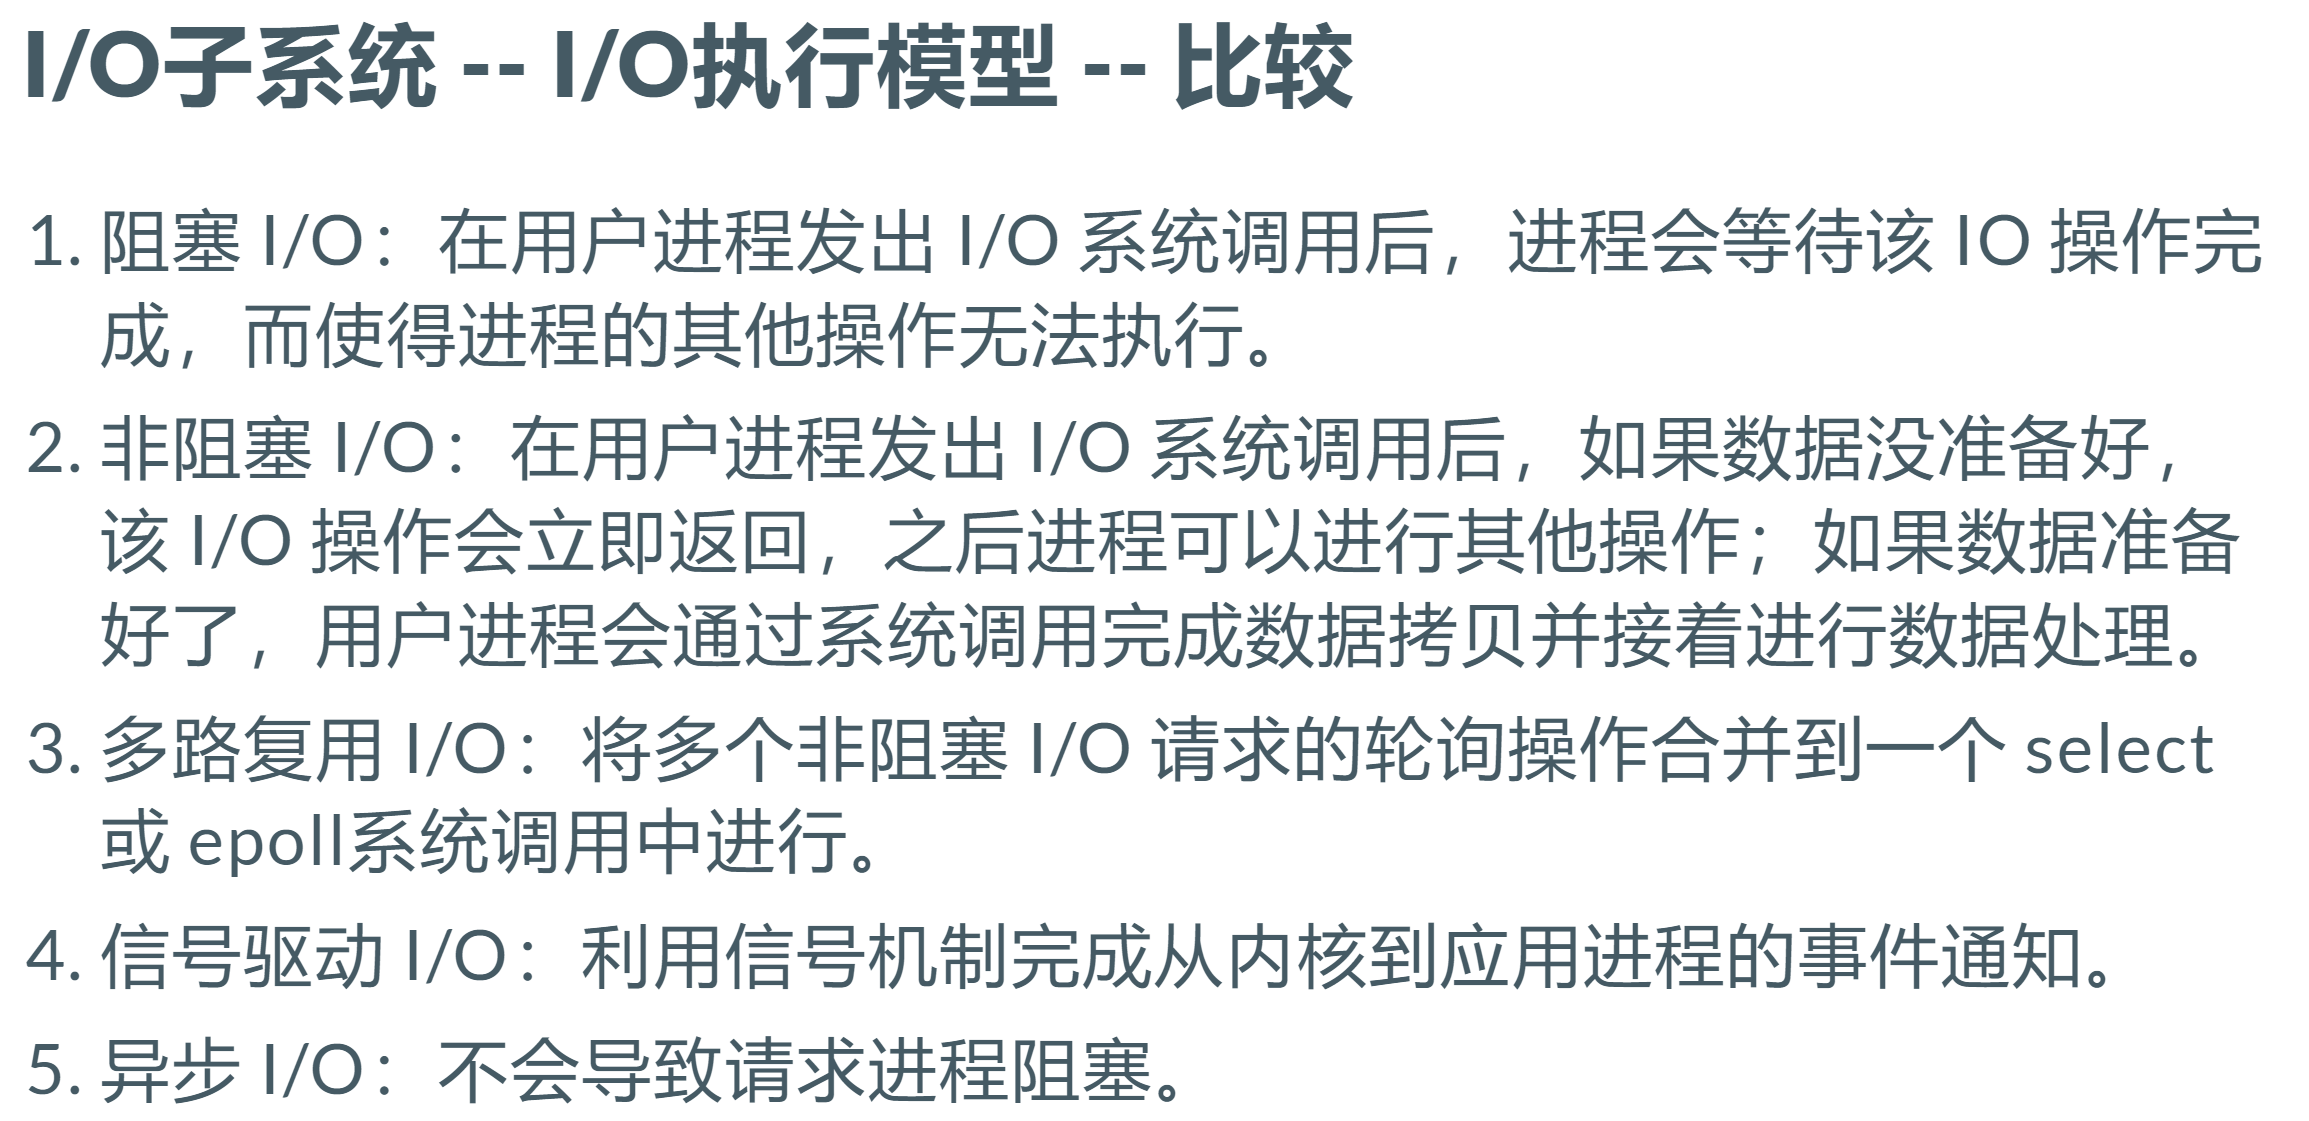 I/O子系统 -- I/O执行模型 -- 比较
1. 阻塞 I/O：在用户进程发出 I/O 系统调用后，进程会等待该 IO 操作完
成，而使得进程的其他操作无法执行。
2. 非阻塞 I/O：在用户进程发出 I/O 系统调用后，如果数据没准备好，
该 I/O 操作会立即返回，之后进程可以进行其他操作；如果数据准备
好了，用户进程会通过系统调用完成数据拷贝并接着进行数据处理。
3. 多路复用 I/O：将多个非阻塞 I/O 请求的轮询操作合并到一个 select
或 epoll系统调用中进行。
4. 信号驱动 I/O：利用信号机制完成从内核到应用进程的事件通知。
5. 异步 I/O：不会导致请求进程阻塞。